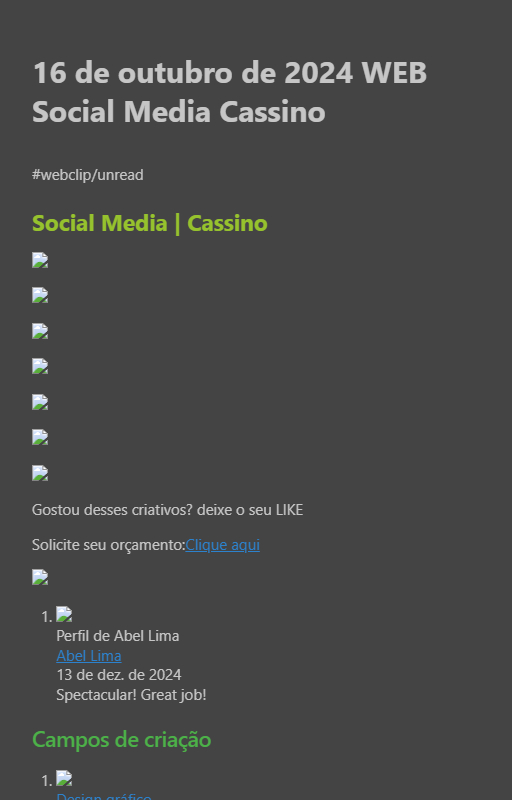 16 de outubro de 2024 WEB
Social Media Cassino
#webclip/unread
Social Media | Cassino
Gostou desses criativos? deixe o seu LIKE
Solicite seu orçamento:Clique aqui
1.
Perfil de Abel Lima
Abel Lima
13 de dez. de 2024
Spectacular! Great job!
Campos de criação
1.
Design gráfico